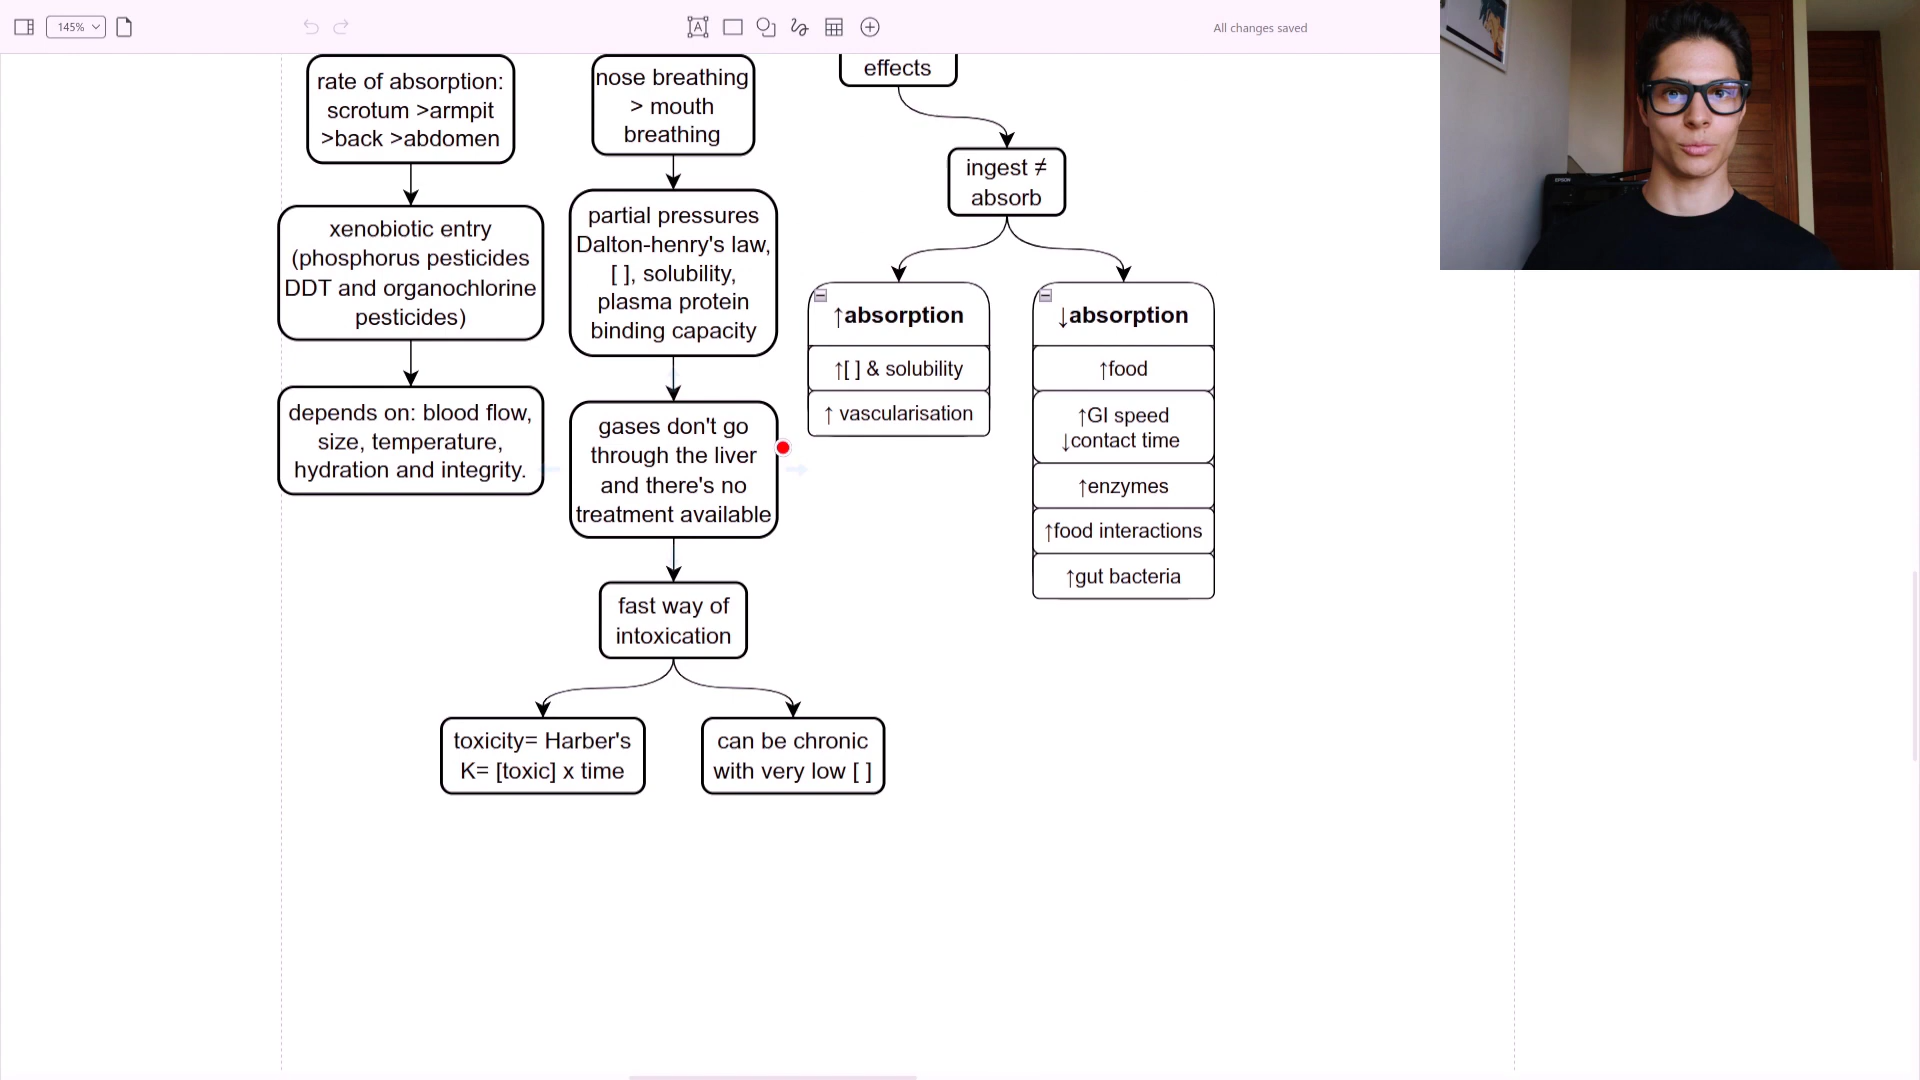 145%
All changes saved
rate of absorption:
scrotum >armpit
>back >abdomen
xenobiotic entry
(phosphorus pesticides
DDT and organochlorine
pesticides)
depends on: blood flow,
size, temperature,
hydration and integrity.
nose breathing
> mouth
breathing
partial pressures
Dalton-henry's law,
[ ], solubility,
plasma protein
binding capacity
gases don't go
through the liver
and there's no
treatment available
fast way of
intoxication
toxicity= Harber's
K= [toxic] x time
can be chronic
with very low [ ]
effects
ingest ≠
absorb
↑absorption
↑[ ] & solubility
↑ vascularisation
↓absorption
↑food
↑GI speed
↓contact time
↑enzymes
↑food interactions
↑gut bacteria
EPSON